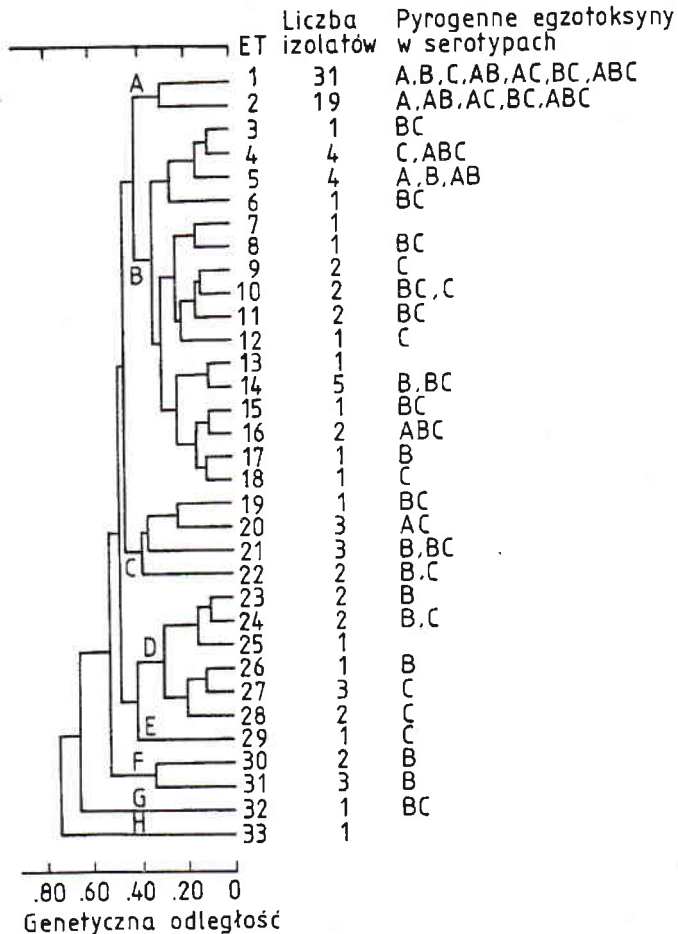 ET Liczba izolatów Pyrogenne egzotoksyny w serotypach
A
1 31 A,B,C,AB,AC,BC,ABC
2 19 A,AB,AC,BC,ABC
3 1 BC
4 4 C,ABC
5 4 A,B,AB
6 1 BC
7 1
8 1 BC
B
9 2 C
10 2 BC,C
11 2 BC
12 1 C
13 1
14 5 B,BC
15 1 BC
16 2 ABC
17 1 B
18 1 C
19 1 BC
20 3 AC
21 3 B,BC
C
22 2 B,C
23 2 B
24 2 B,C
D
25 1
26 1 B
27 3 C
28 2 C
E
29 1 C
F
30 2 B
31 3 B
G
32 1 BC
H
33 1
.80 .60 .40 .20 0
Genetyczna odległość